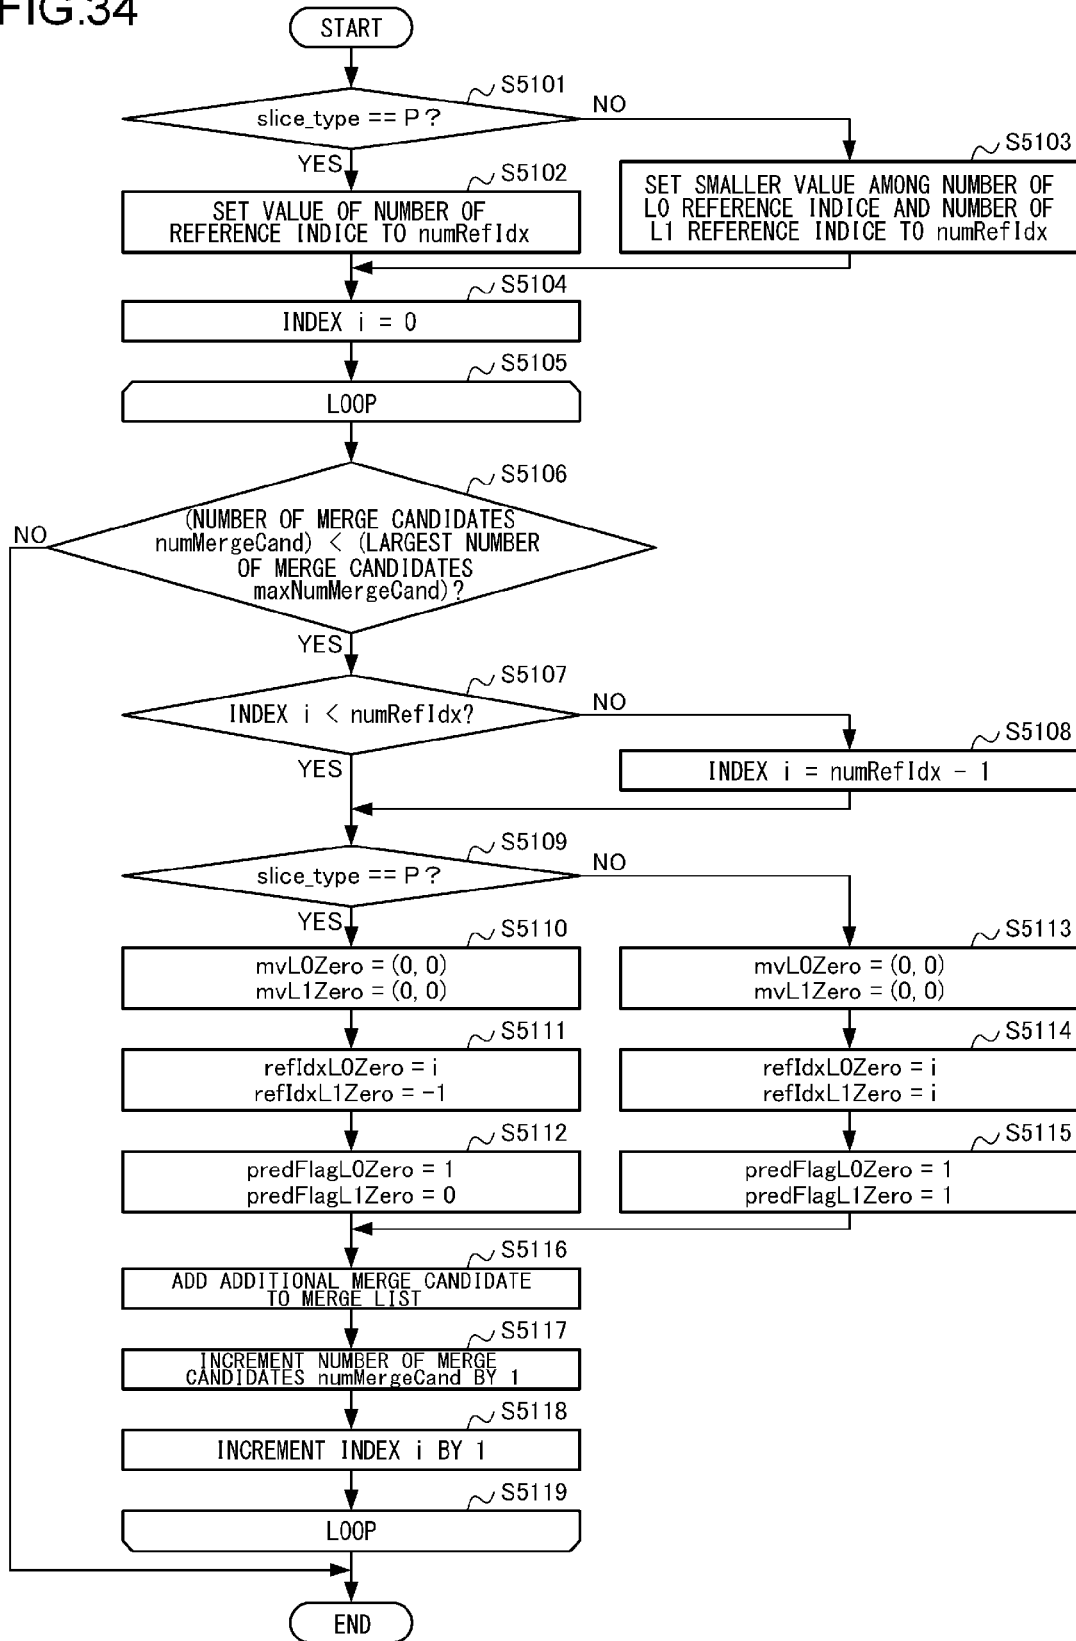 FIG.34
START
S5101
slice_type == P ?
NO
YES
S5102
SET VALUE OF NUMBER OF
REFERENCE INDICE TO numRefIdx
S5103
SET SMALLER VALUE AMONG NUMBER OF
L0 REFERENCE INDICE AND NUMBER OF
L1 REFERENCE INDICE TO numRefIdx
S5104
INDEX i = 0
S5105
LOOP
S5106
(NUMBER OF MERGE CANDIDATES
numMergeCand) < (LARGEST NUMBER
OF MERGE CANDIDATES
maxNumMergeCand)?
NO
YES
S5107
INDEX i < numRefIdx?
NO
YES
S5108
INDEX i = numRefIdx - 1
S5109
slice_type == P ?
NO
YES
S5110
mvL0Zero = (0, 0)
mvL1Zero = (0, 0)
S5113
mvL0Zero = (0, 0)
mvL1Zero = (0, 0)
S5111
refIdxL0Zero = i
refIdxL1Zero = -1
S5114
refIdxL0Zero = i
refIdxL1Zero = i
S5112
predFlagL0Zero = 1
predFlagL1Zero = 0
S5115
predFlagL0Zero = 1
predFlagL1Zero = 1
S5116
ADD ADDITIONAL MERGE CANDIDATE
TO MERGE LIST
S5117
INCREMENT NUMBER OF MERGE
CANDIDATES numMergeCand BY 1
S5118
INCREMENT INDEX i BY 1
S5119
LOOP
END